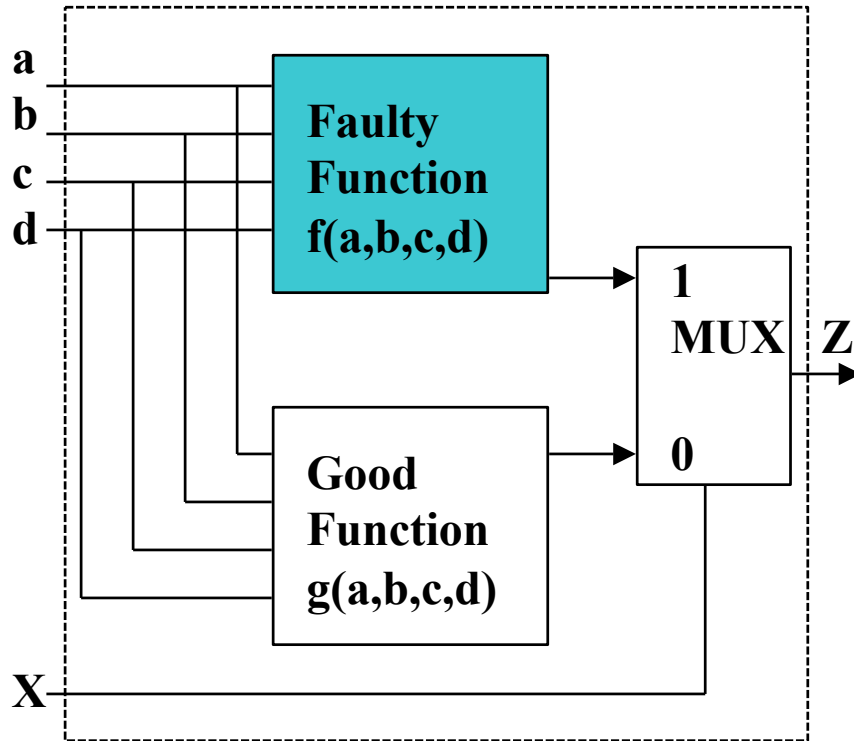 a
b
c
d
Faulty
Function
f(a,b,c,d)
1
MUX
0
Z
Good
Function
g(a,b,c,d)
X